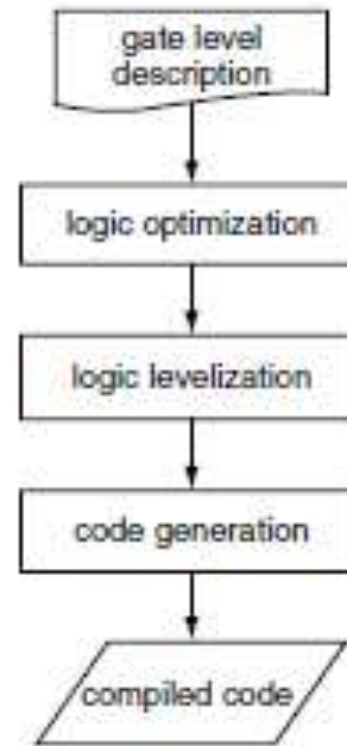 gate level
description
logic optimization
logic levelization
code generation
compiled code